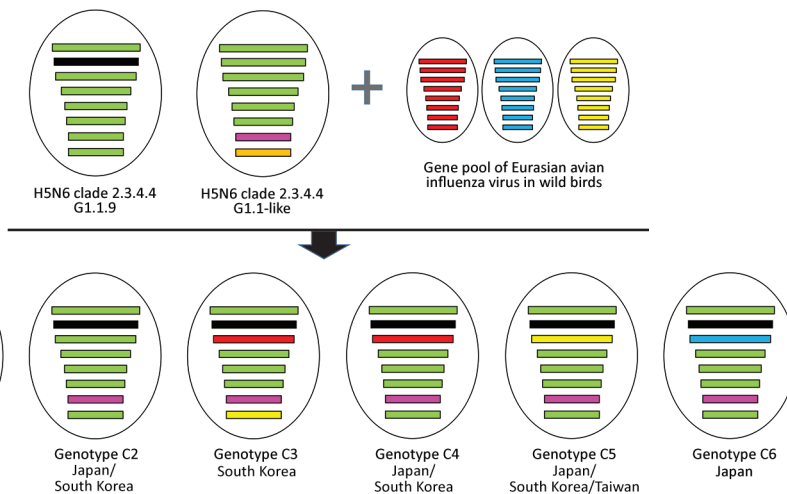 H5N6 clade 2.3.4.4
G1.1.9
H5N6 clade 2.3.4.4
G1.1-like
+
Gene pool of Eurasian avian
influenza virus in wild birds
Genotype C2
Japan/
South Korea
Genotype C3
South Korea
Genotype C4
Japan/
South Korea
Genotype C5
Japan/
South Korea/Taiwan
Genotype C6
Japan